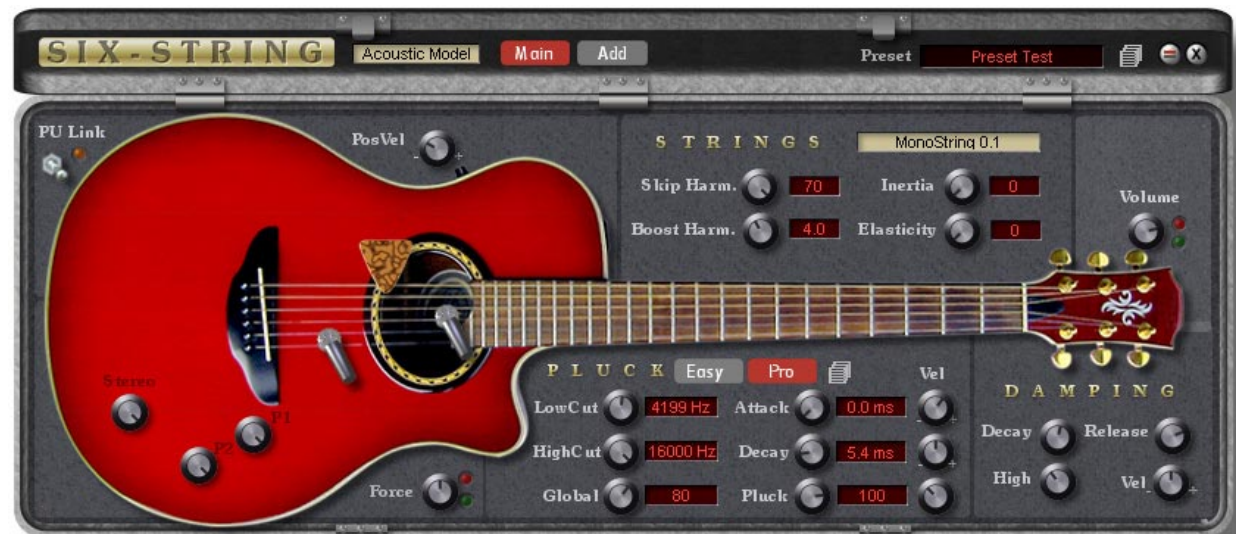 SIX-STRING Acoustic Model Main Add Preset Preset Test X
PU Link
PosVel - +
STRINGS MonoString 0.1
Skip Harm. 70 Inertia 0
Boost Harm. 4.0 Elasticity 0
Volume
PLUCK Easy Pro Vel
LowCut 4199 Hz Attack 0.0 ms - +
HighCut 16000 Hz Decay 5.4 ms - +
Global 80 Pluck 100
Stereo
P1
P2
Force
DAMPING
Decay Release
High Vel - +